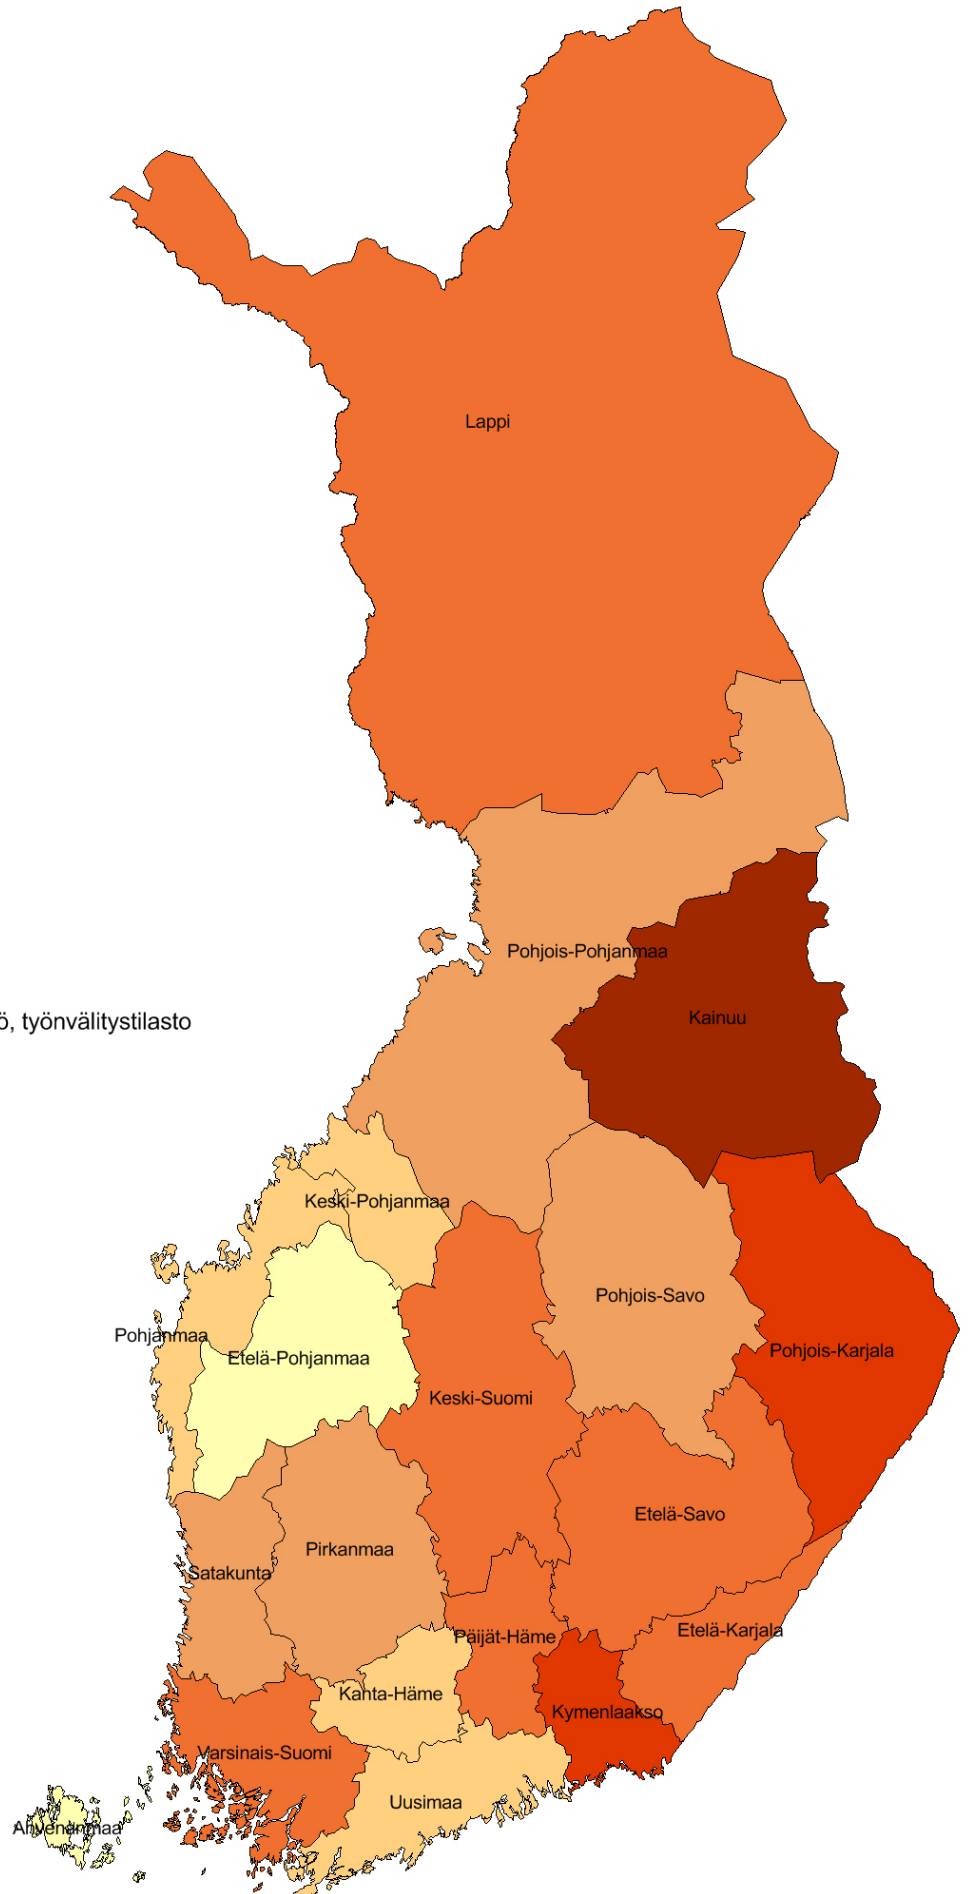 Lappi
Pohjois-Pohjanmaa
Kainuu
ö, työnvälitystilasto
Keski-Pohjanmaa
Pohjois-Savo
Pohjanmaa
Pohjois-Karjala
Etelä-Pohjanmaa
Keski-Suomi
Etelä-Savo
Pirkanmaa
Satakunta
Etelä-Karjala
Päijät-Häme
Kanta-Häme
Kymenlaakso
Varsinais-Suomi
Uusimaa
Ahvenanmaa